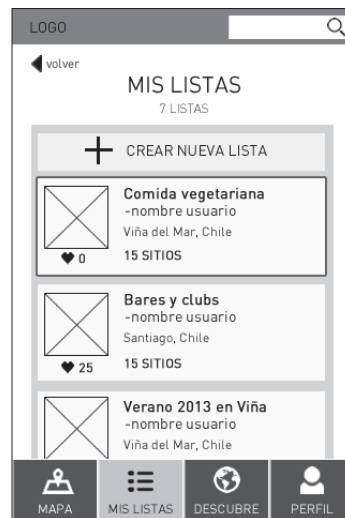 LOGO
volver
MIS LISTAS
7 LISTAS
CREAR NUEVA LISTA
Comida vegetariana
-nombre usuario
Viña del Mar, Chile
0
15 SITIOS
Bares y clubs
-nombre usuario
Santiago, Chile
25
15 SITIOS
Verano 2013 en Viña
-nombre usuario
Viña del Mar, Chile
MAPA
MIS LISTAS
DESCUBRE
PERFIL